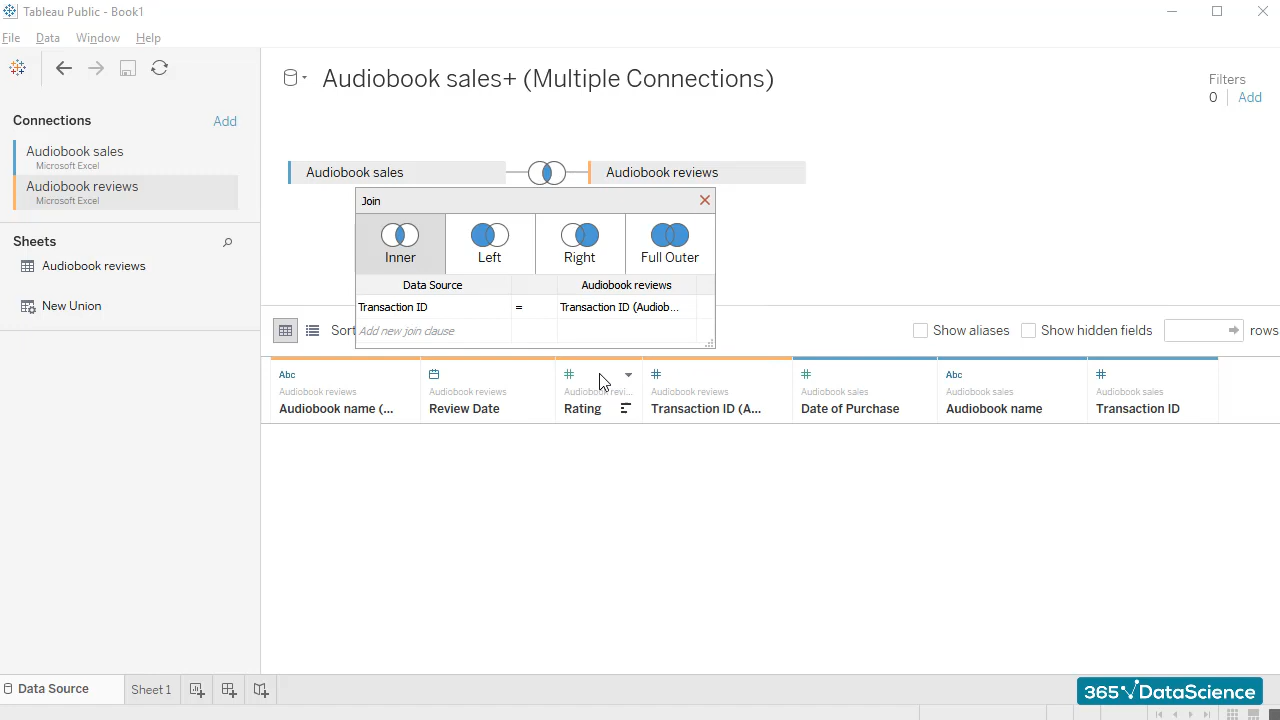 Tableau Public - Book1
File Data Window Help
Audiobook sales+ (Multiple Connections)
Filters
0 Add
Connections Add
Audiobook sales
Microsoft Excel
Audiobook reviews
Microsoft Excel
Audiobook sales Audiobook reviews
Join
Inner Left Right Full Outer
Data Source Audiobook reviews
Transaction ID = Transaction ID (Audiob...
Add new join clause
Sheets
Audiobook reviews
New Union
Sort
Show aliases Show hidden fields rows
Abc # # # Abc #
Audiobook reviews Audiobook reviews Audiobook revi... Audiobook reviews Audiobook sales Audiobook sales Audiobook sales
Audiobook name (... Review Date Rating Transaction ID (A... Date of Purchase Audiobook name Transaction ID
Data Source Sheet 1
365 DataScience